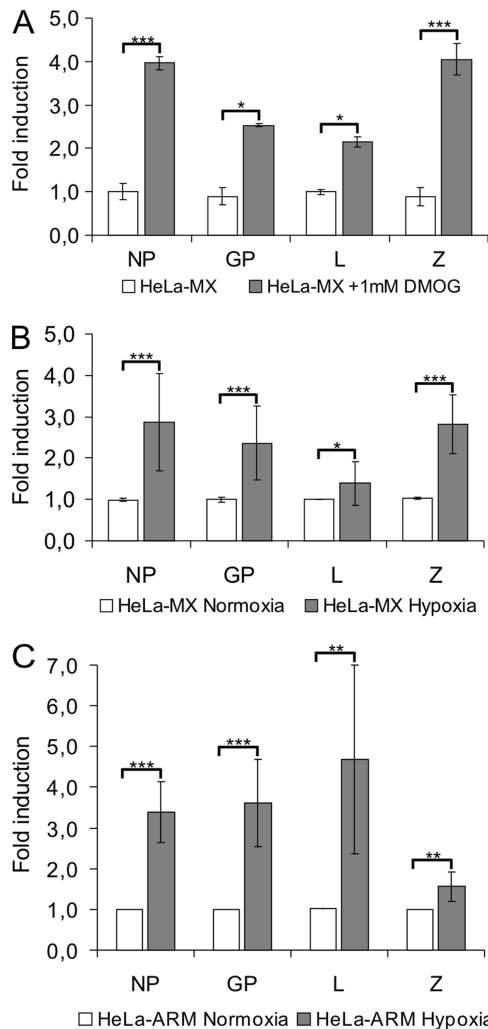 A
Fold induction
5,0
4,0
3,0
2,0
1,0
0,0
*** * * ***
NP GP L Z
HeLa-MX HeLa-MX +1mM DMOG
B
Fold induction
5,0
4,0
3,0
2,0
1,0
0,0
*** *** * ***
NP GP L Z
HeLa-MX Normoxia HeLa-MX Hypoxia
C
Fold induction
7,0
6,0
5,0
4,0
3,0
2,0
1,0
0,0
*** *** ** **
NP GP L Z
HeLa-ARM Normoxia HeLa-ARM Hypoxia